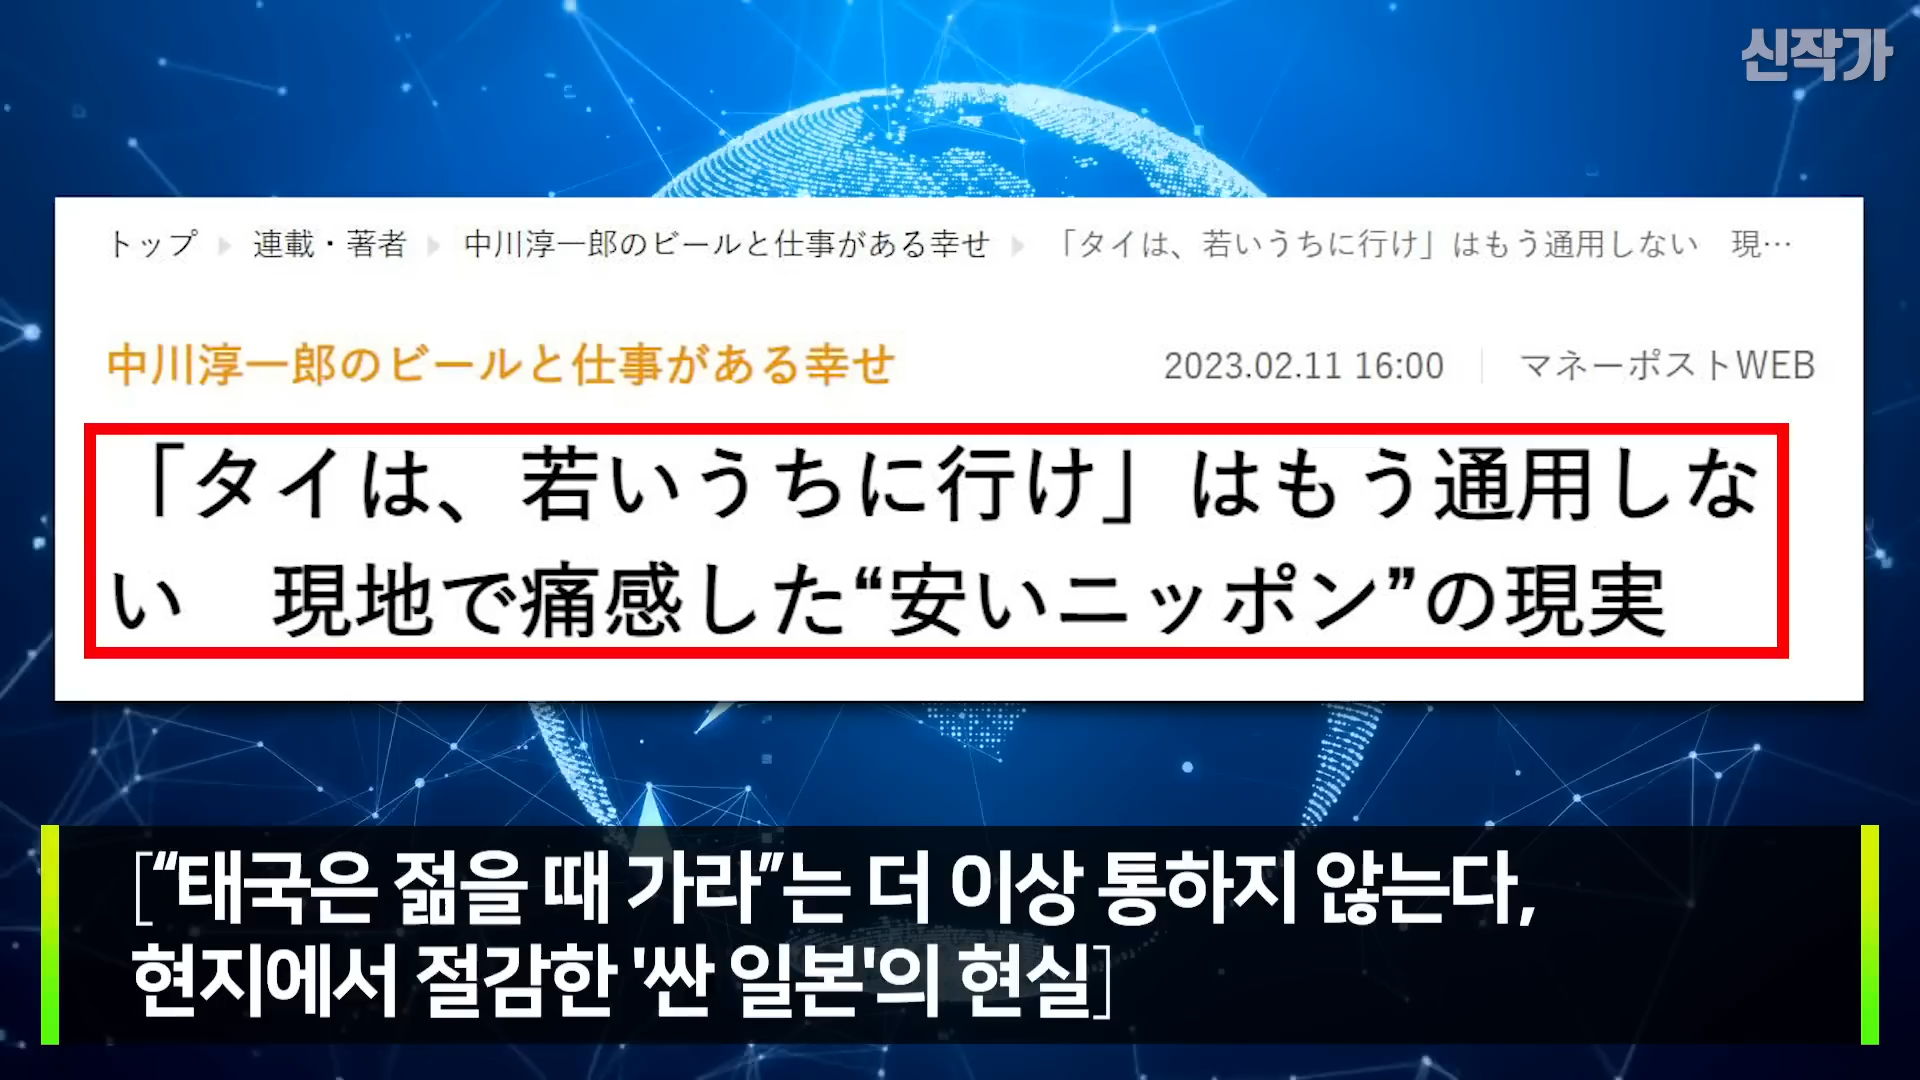 신작가
トップ 連載・著者 中川淳一郎のビールと仕事がある幸せ 「タイは、若いうちに行け」はもう通用しない 現…
中川淳一郎のビールと仕事がある幸せ 2023.02.11 16:00 マネーポストWEB
「タイは、若いうちに行け」はもう通用しな
い 現地で痛感した“安いニッポン”の現実
[“태국은 젊을 때 가라”는 더 이상 통하지 않는다,
현지에서 절감한 '싼 일본'의 현실]